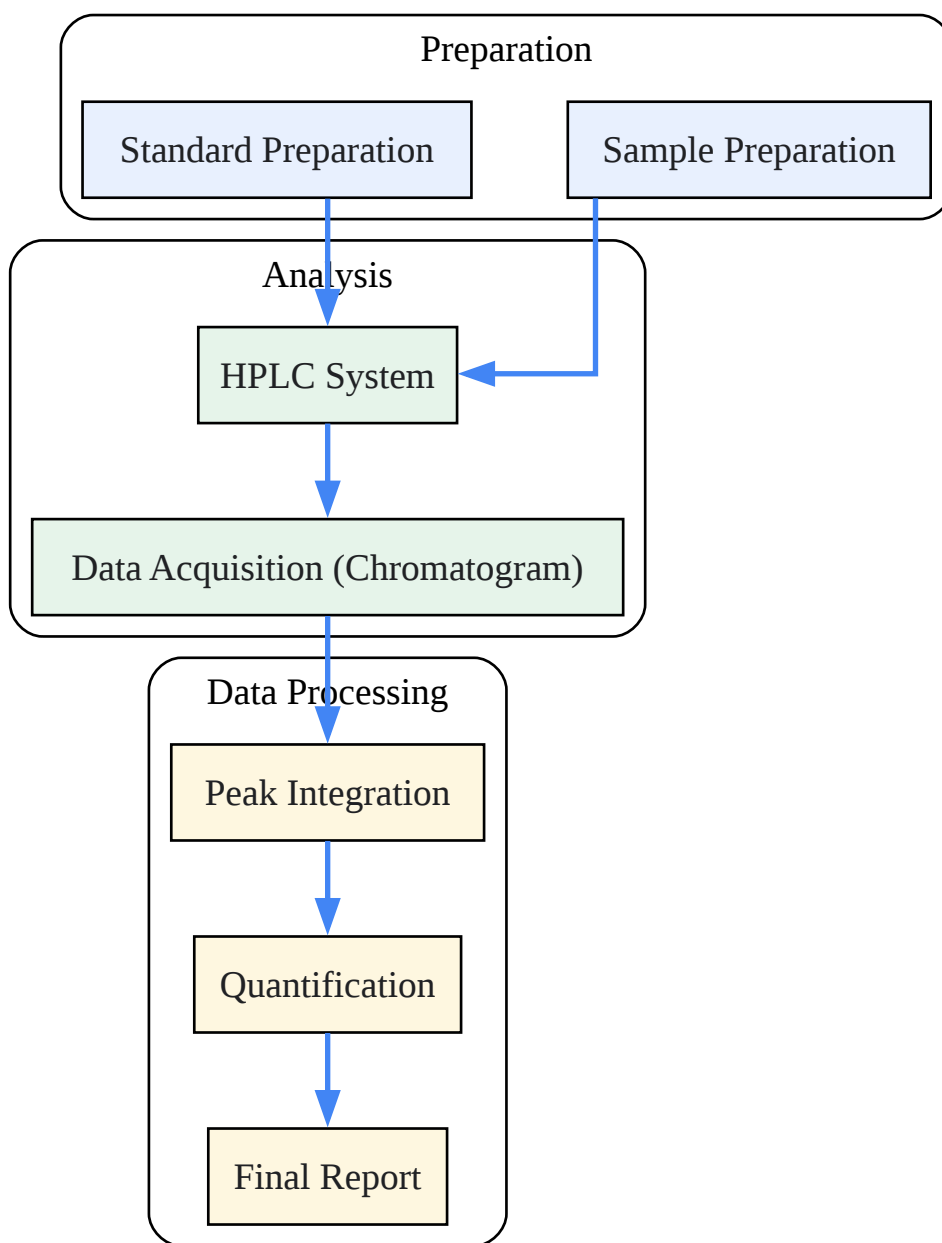 Preparation
Standard Preparation
Sample Preparation
Analysis
HPLC System
Data Acquisition (Chromatogram)
Data Processing
Peak Integration
Quantification
Final Report